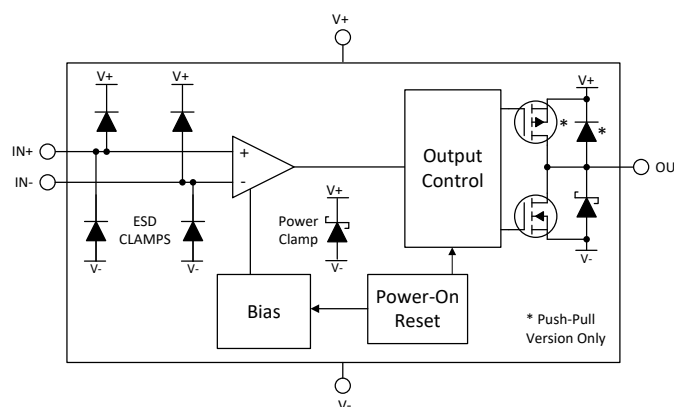 V+
V+
V+
V+
*
*
IN+
+
Output
Control
OU
IN-
-
ESD
CLAMPS
Power
Clamp
V+
V-
V-
V-
V-
Bias
Power-On
Reset
* Push-Pull
Version Only
V-